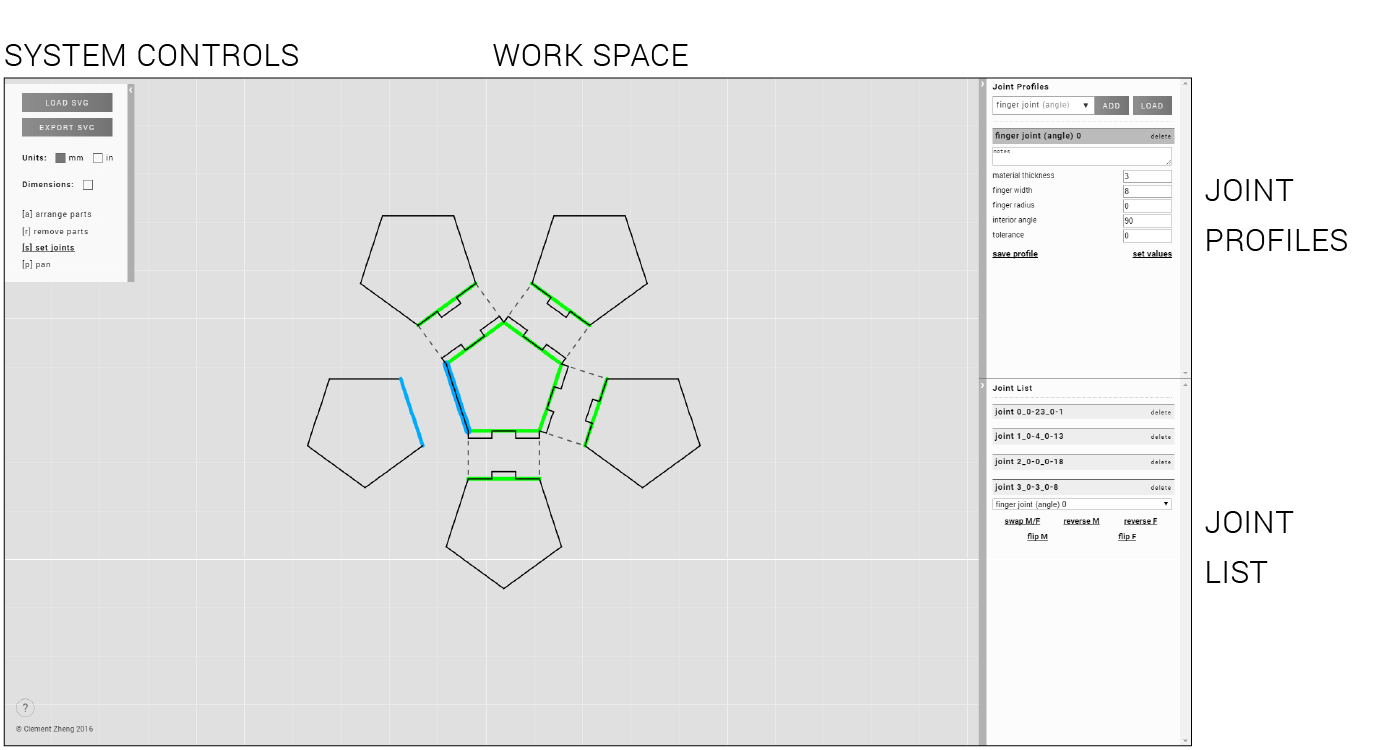 SYSTEM CONTROLS
WORK SPACE
LOAD SVG
EXPORT SVG
Units: mm in
Dimensions:
[a] arrange parts
[r] remove parts
[s] set joints
[p] pan
?
© Clement Zheng 2016
Joint Profiles
finger joint (angle) ▼ ADD LOAD
finger joint (angle) 0 delete
notes
material thickness 3
finger width 8
finger radius 0
interior angle 90
tolerance 0
save profile set values
Joint List
joint 0_0-23_0-1 delete
joint 1_0-4_0-13 delete
joint 2_0-0_0-18 delete
joint 3_0-3_0-8 delete
finger joint (angle) 0 ▼
swap M/F reverse M reverse F
flip M flip F
JOINT
PROFILES
JOINT
LIST